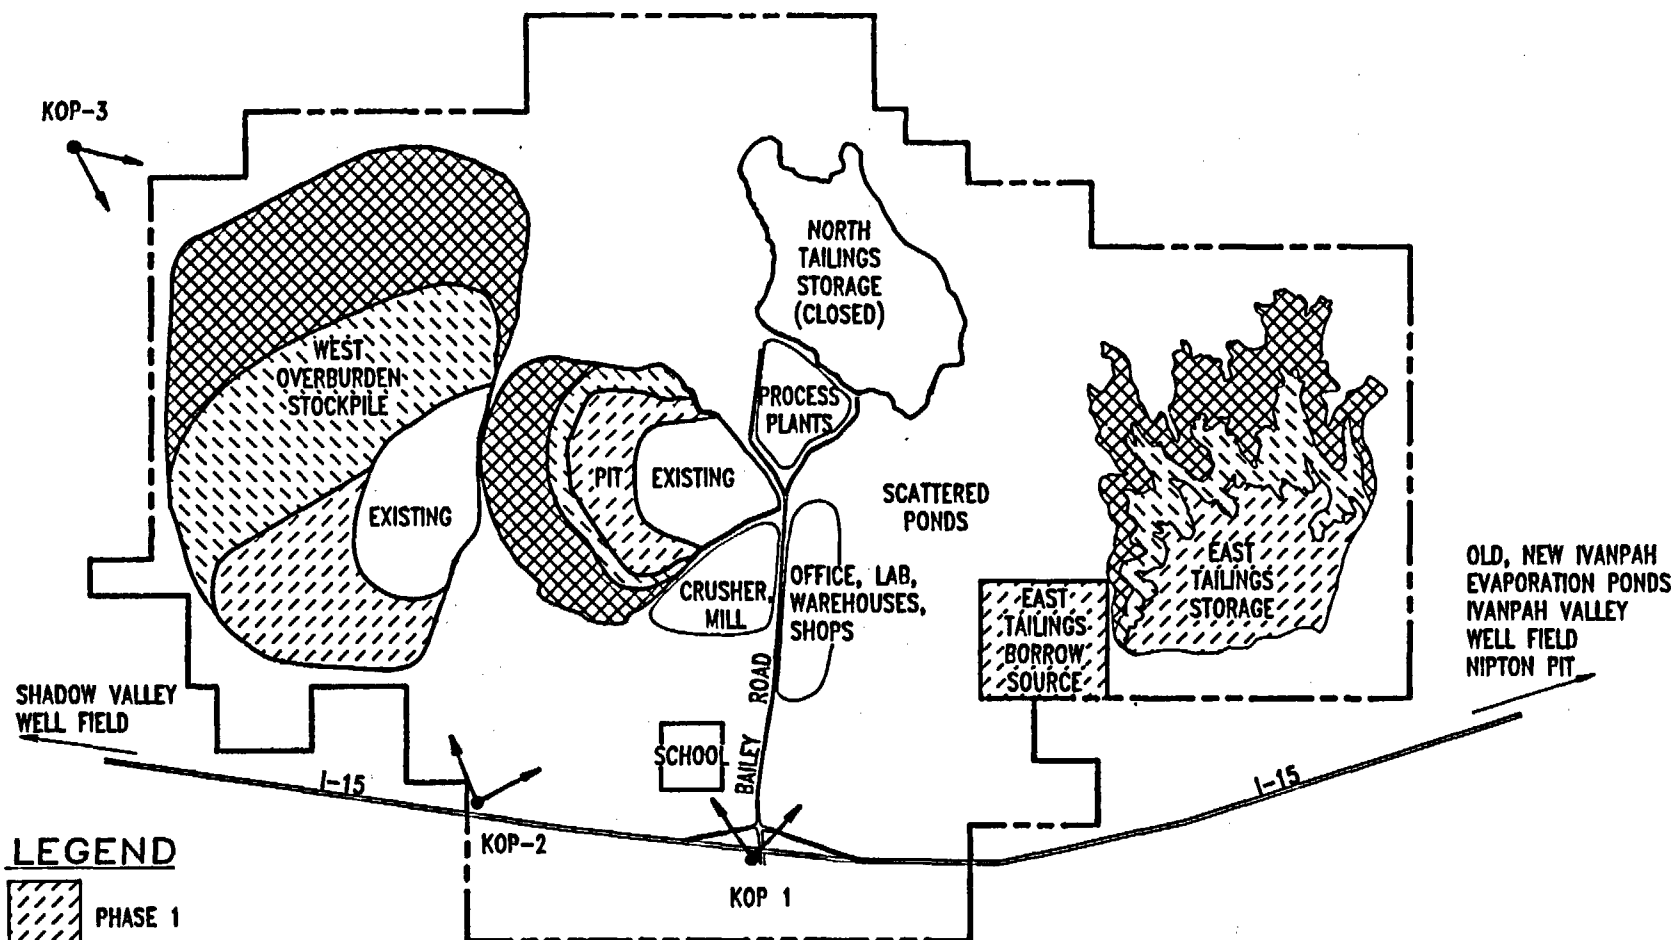 KOP-3
NORTH
TAILINGS
STORAGE
(CLOSED)
WEST
OVERBURDEN
STOCKPILE
PROCESS
PLANTS
PIT
EXISTING
EXISTING
SCATTERED
PONDS
CRUSHER,
MILL
OFFICE, LAB,
WAREHOUSES,
SHOPS
EAST
TAILINGS
STORAGE
EAST
TAILINGS
BORROW
SOURCE
OLD, NEW IVANPAH
EVAPORATION PONDS
IVANPAH VALLEY
WELL FIELD
NIPTON PIT
SHADOW VALLEY
WELL FIELD
SCHOOL
BAILEY ROAD
I-15
I-15
KOP-2
KOP 1
LEGEND
PHASE 1